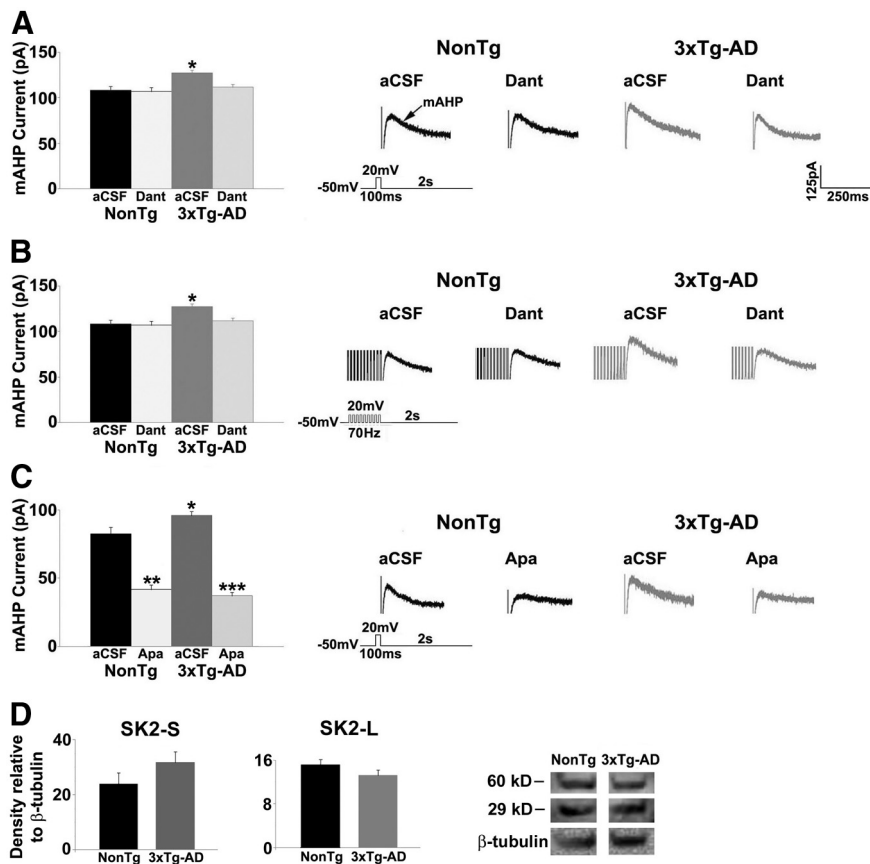 A
mAHP Current (pA)
150
100
50
0
*
aCSF Dant aCSF Dant
NonTg 3xTg-AD
NonTg 3xTg-AD
aCSF Dant aCSF Dant
mAHP
20mV
-50mV 2s
100ms
125pA
250ms
B
mAHP Current (pA)
150
100
50
0
*
aCSF Dant aCSF Dant
NonTg 3xTg-AD
NonTg 3xTg-AD
aCSF Dant aCSF Dant
20mV
-50mV 2s
70Hz
C
mAHP Current (pA)
100
50
0
* ** ***
aCSF Apa aCSF Apa
NonTg 3xTg-AD
NonTg 3xTg-AD
aCSF Apa aCSF Apa
20mV
-50mV 2s
100ms
D
SK2-S
Density relative
to β-tubulin
40
20
0
NonTg 3xTg-AD
SK2-L
16
8
0
NonTg 3xTg-AD
NonTg 3xTg-AD
60 kD–
29 kD–
β-tubulin